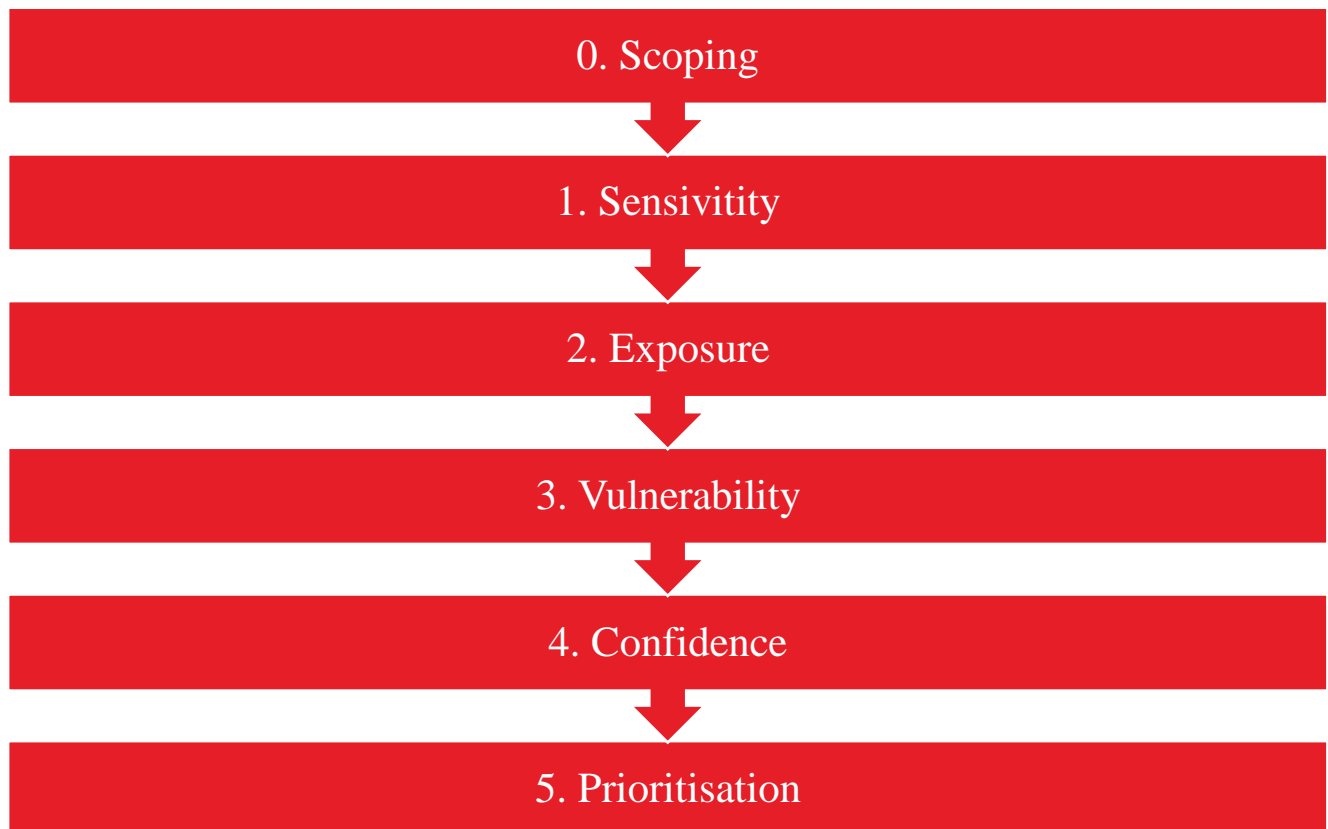 0. Scoping
1. Sensivitity
2. Exposure
3. Vulnerability
4. Confidence
5. Prioritisation